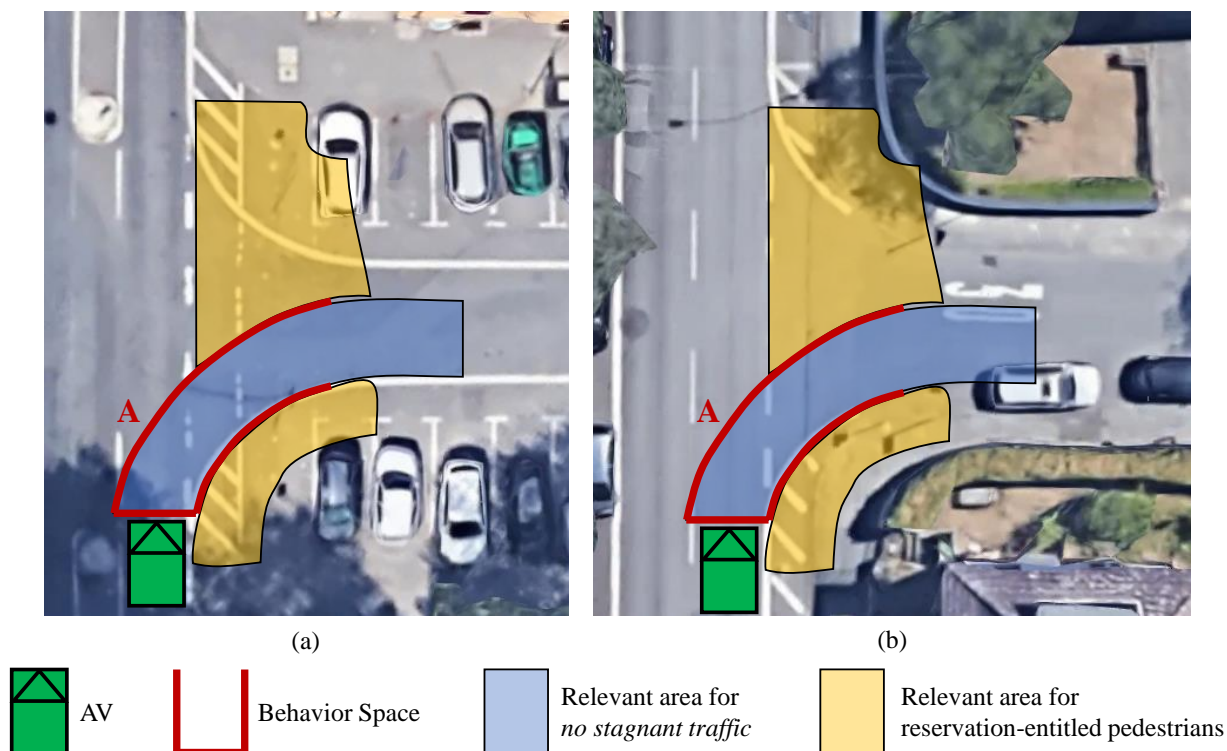 A
A
(a)
(b)
AV
Behavior Space
Relevant area for
no stagnant traffic
Relevant area for
reservation-entitled pedestrians